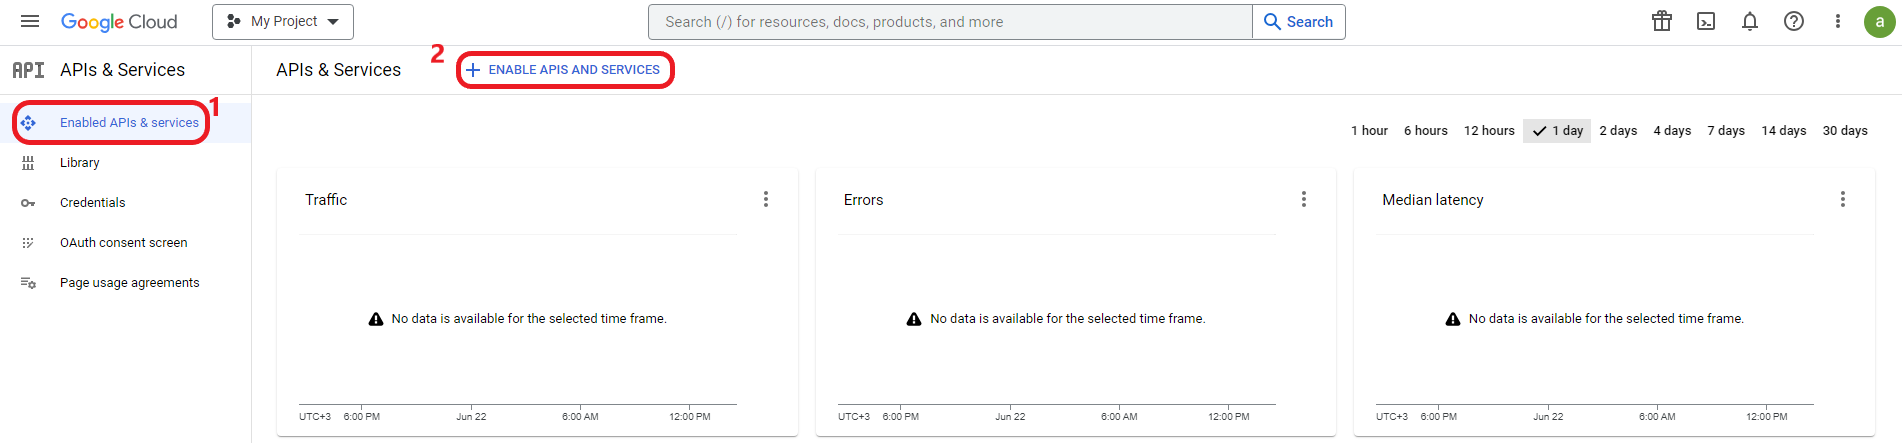 Google Cloud
My Project
Search (/) for resources, docs, products, and more
Search
a
API
APIs & Services
APIs & Services
2
+ ENABLE APIS AND SERVICES
1
Enabled APIs & services
Library
Credentials
OAuth consent screen
Page usage agreements
1 hour 6 hours 12 hours 1 day 2 days 4 days 7 days 14 days 30 days
Traffic
No data is available for the selected time frame.
UTC+3 6:00 PM Jun 22 6:00 AM 12:00 PM
Errors
No data is available for the selected time frame.
UTC+3 6:00 PM Jun 22 6:00 AM 12:00 PM
Median latency
No data is available for the selected time frame.
UTC+3 6:00 PM Jun 22 6:00 AM 12:00 PM